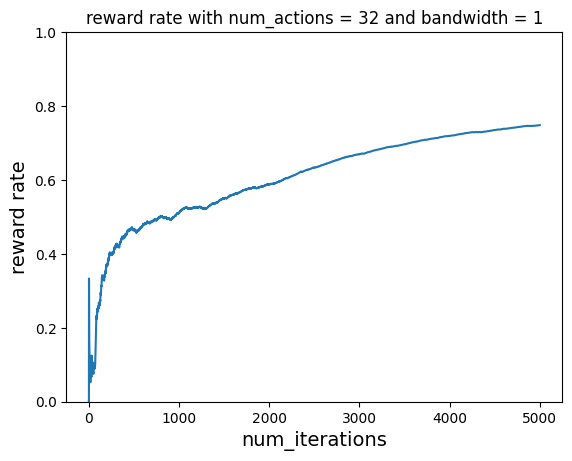 reward rate with num_actions = 32 and bandwidth = 1
1.0
0.8
0.6
0.4
0.2
0.0
reward rate
0 1000 2000 3000 4000 5000
num_iterations